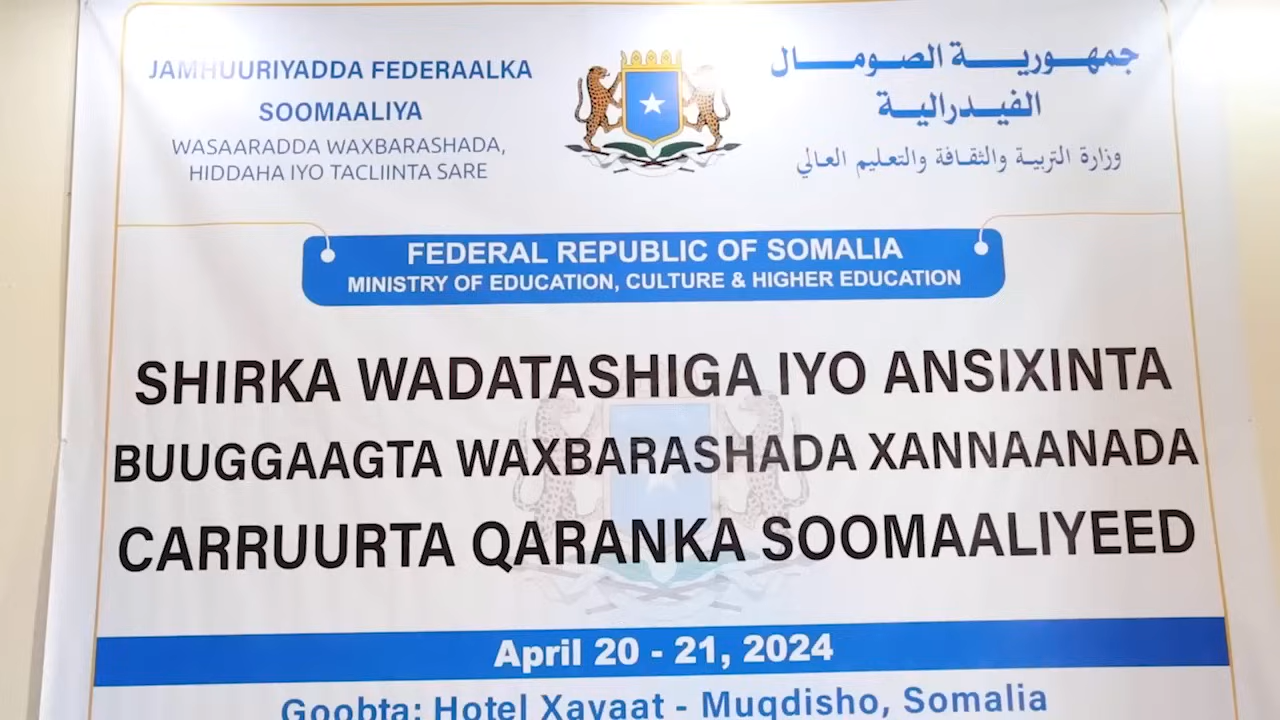 JAMHUURIYADDA FEDERAALKA
SOOMAALIYA
WASAARADDA WAXBARASHADA,
HIDDAHA IYO TACLIINTA SARE
جمهورية الصومال
الفيدرالية
وزارة التربية والثقافة والتعليم العالي
FEDERAL REPUBLIC OF SOMALIA
MINISTRY OF EDUCATION, CULTURE & HIGHER EDUCATION
SHIRKA WADATASHIGA IYO ANSIXINTA
BUUGGAAGTA WAXBARASHADA XANNAANADA
CARRUURTA QARANKA SOOMAALIYEED
April 20 - 21, 2024
Goobta: Hotel Xayaat - Muqdisho, Somalia